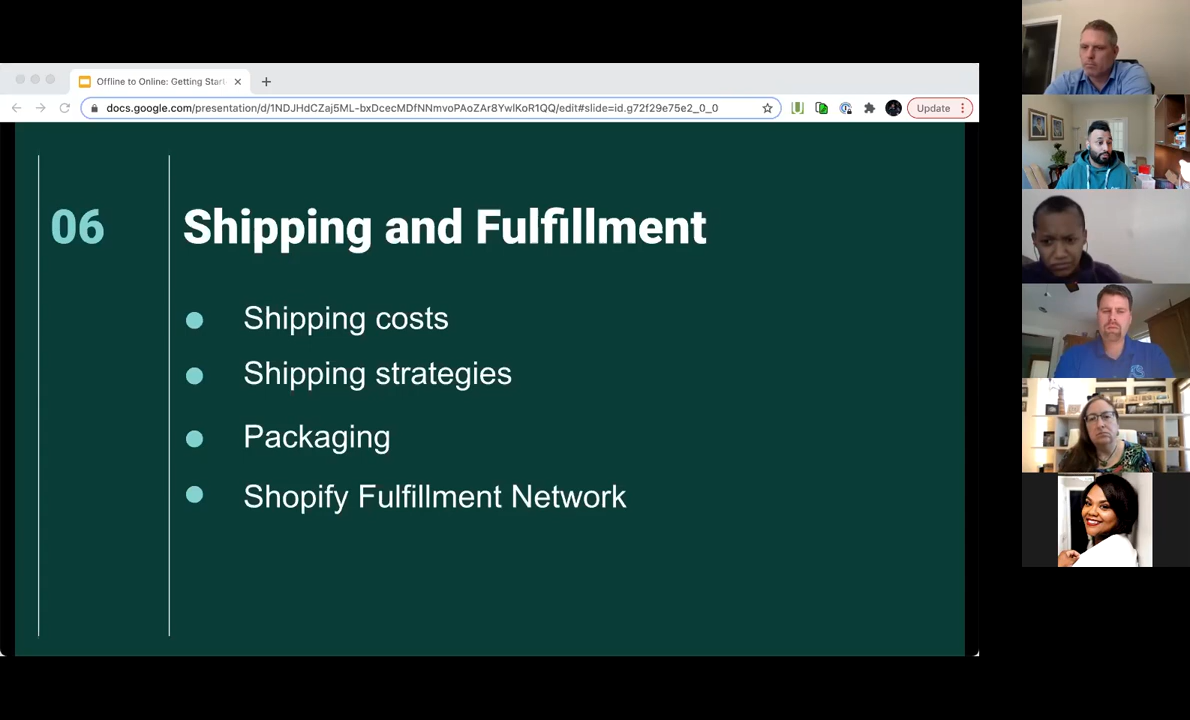 Offline to Online: Getting Star
docs.google.com/presentation/d/1NDJHdCZaj5ML-bxDcecMDfNNmvoPAoZAr8YwlKoR1QQ/edit#slide=id.g72f29e75e2_0_0
Update
06 Shipping and Fulfillment
Shipping costs
Shipping strategies
Packaging
Shopify Fulfillment Network